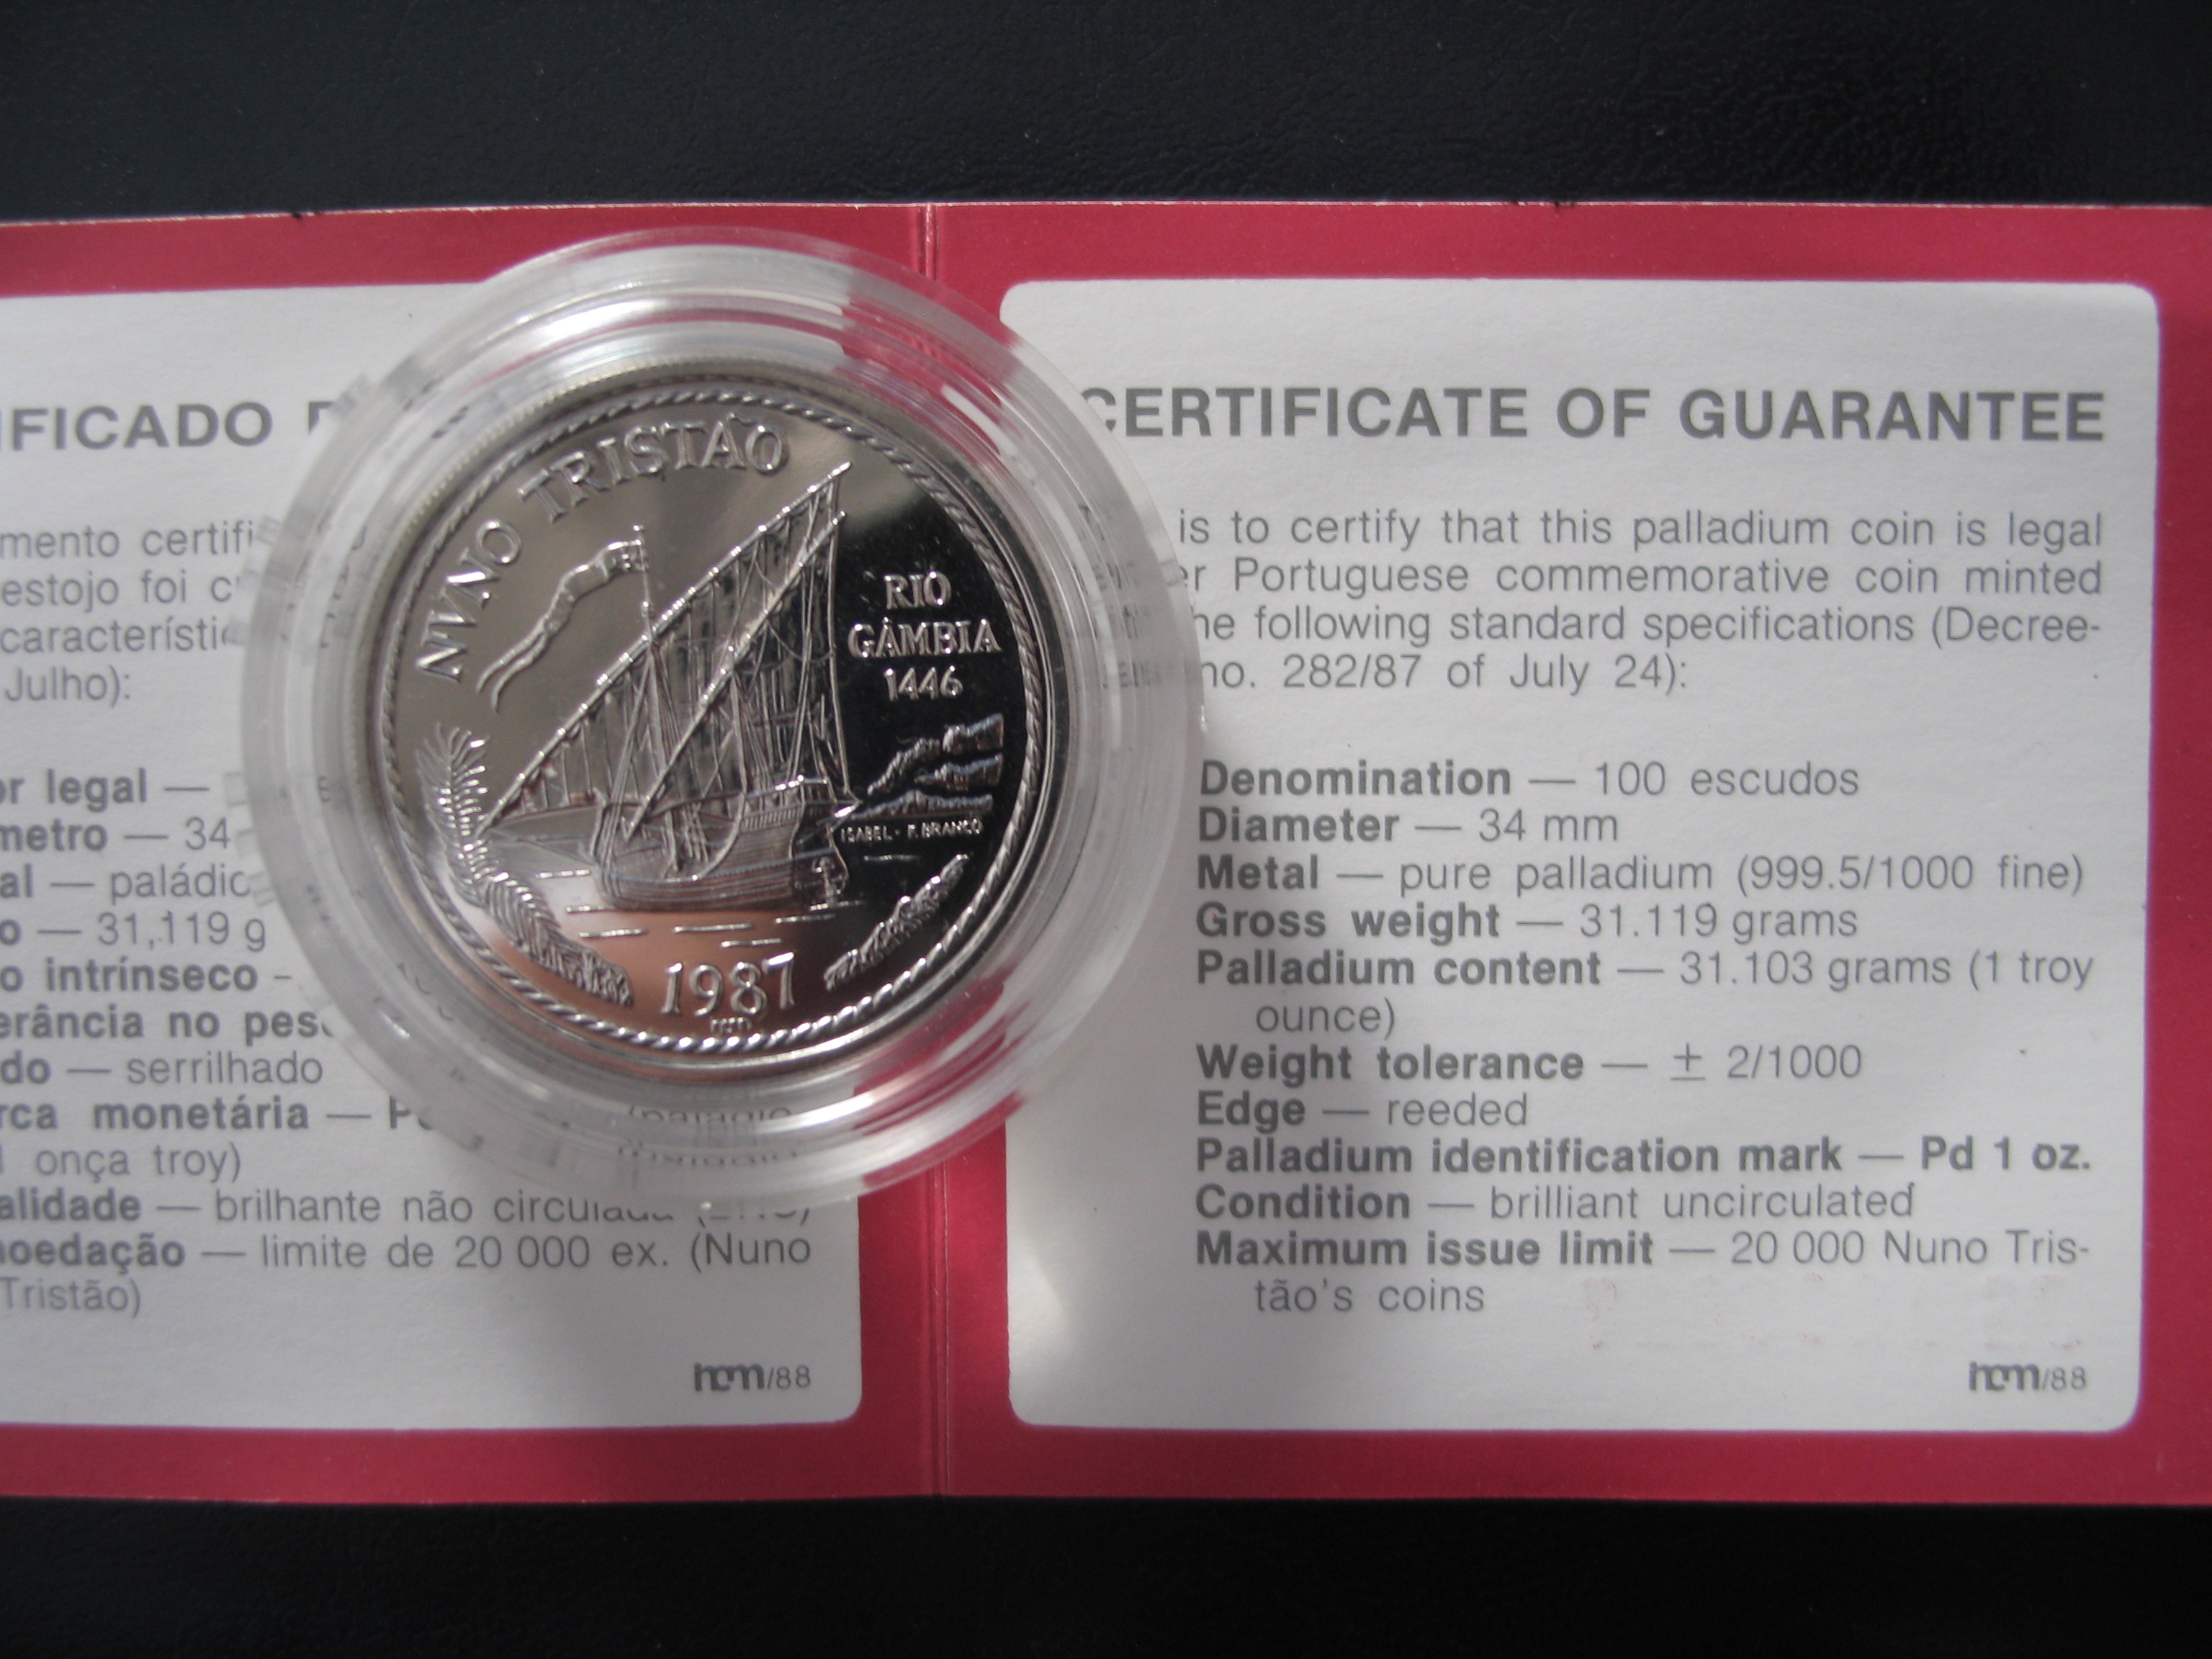 IFICADO
mento certifi
estojo foi
característi
Julho):
or legal —
metro — 34
al — paládio
o — 31,119 g
o intrínseco -
erância no peso
do — serrilhado
rca monetária —
onça troy)
alidade — brilhante não circulado
noedação — limite de 20 000 ex. (Nuno
Tristão)
INCM/88
NVNO TRISTÃO
RIO
GÂMBIA
1446
ISABEL · F. BRANCO
1987
CERTIFICATE OF GUARANTEE
is to certify that this palladium coin is legal
er Portuguese commemorative coin minted
he following standard specifications (Decree-
no. 282/87 of July 24):
Denomination — 100 escudos
Diameter — 34 mm
Metal — pure palladium (999.5/1000 fine)
Gross weight — 31.119 grams
Palladium content — 31.103 grams (1 troy
ounce)
Weight tolerance — ± 2/1000
Edge — reeded
Palladium identification mark — Pd 1 oz.
Condition — brilliant uncirculated
Maximum issue limit — 20 000 Nuno Tris-
tão's coins
INCM/88